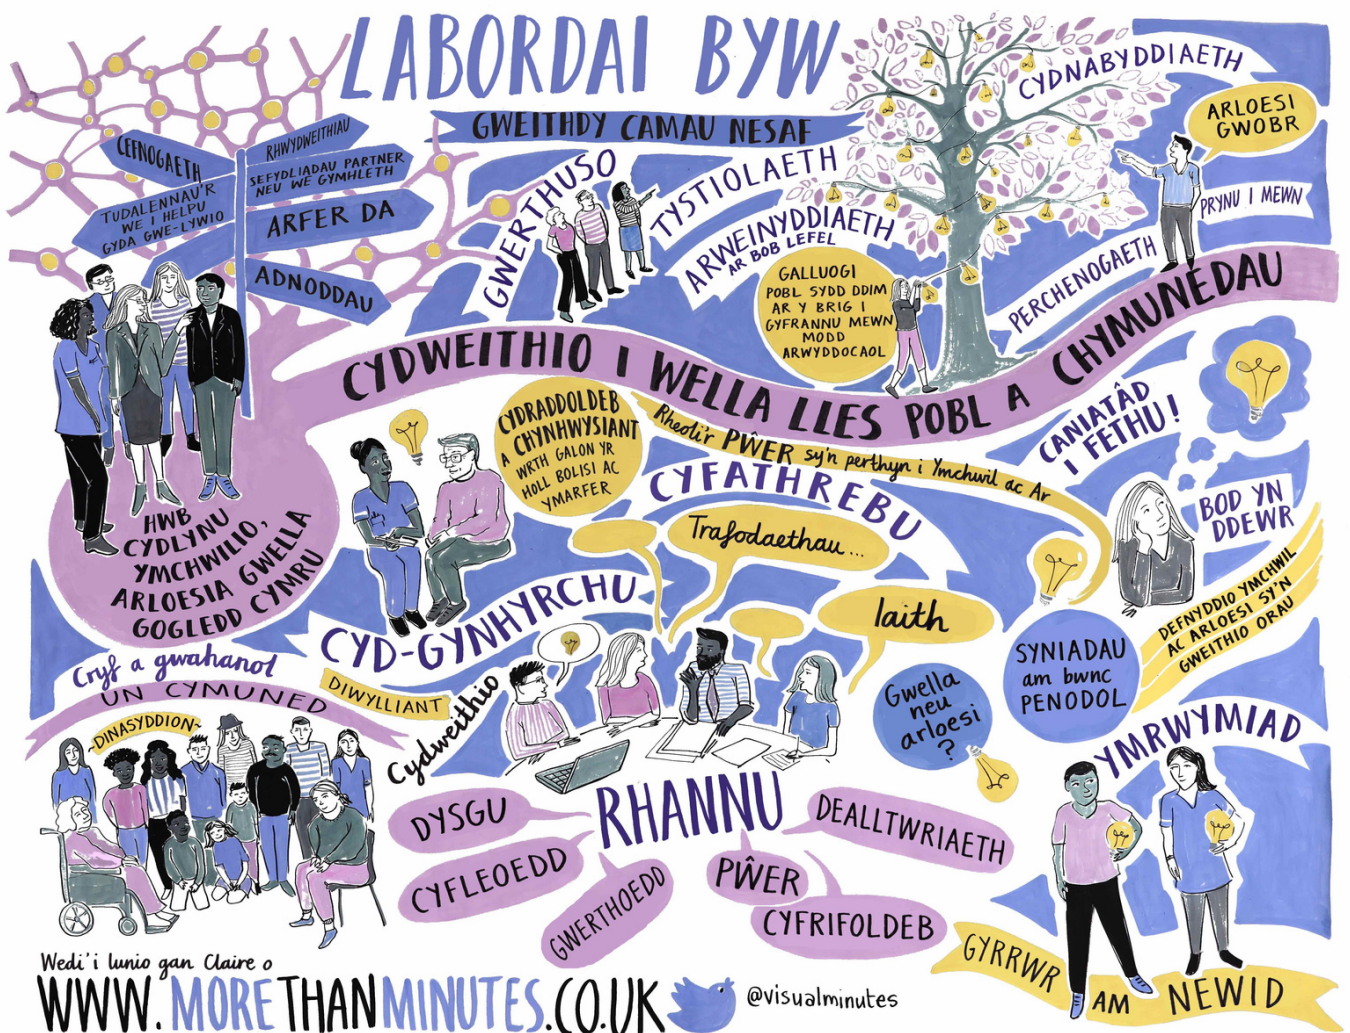 LABORDAI BYW
GWEITHDY CAMAU NESAF
CEFNOGAETH
RHWYDWEITHIAU
SEFYDLIADAU PARTNER
NEU WE GYMHLETH
TUDALENNAU'R
WE I HELPU
GYDA GWE-LYWIO
ARFER DA
ADNODDAU
GWERTHUSO
TYSTIOLAETH
ARWEINYDDIAETH
AR BOB LEFEL
GALLUOGI
POBL SYDD DDIM
AR Y BRIG I
GYFRANNU MEWN
MODD
ARWYDDOCAOL
CYDNABYDDIAETH
ARLOESI
GWOBR
PRYNU I MEWN
PERCHENOGAETH
CYDWEITHIO I WELLA LLES POBL A CHYMUNEDAU
HWB
CYDLYNU
YMCHWILIO,
ARLOESIA GWELLA
GOGLEDD CYMRU
CYDRADDOLDEB
A CHYNHWYSIANT
WRTH GALON YR
HOLL BOLISI AC
YMARFER
Rheoli'r PŴER sy'n perthyn i Ymchwil ac Ar
CYFATHREBU
Trafodaethau...
Iaith
CANIATÂD
I FETHU!
BOD YN
DDEWR
DEFNYDDIO YMCHWIL
AC ARLOESI SY'N
GWEITHIO ORAU
SYNIADAU
am bwnc
PENODOL
Gwella
neu
arloesi
?
CYD-GYNHYRCHU
Cryf a gwahanol
UN CYMUNED
DIWYLLIANT
Cydweithio
-DINASYDDION-
RHANNU
DYSGU
CYFLEOEDD
GWERTHOEDD
PŴER
CYFRIFOLDEB
DEALLTWRIAETH
YMRWYMIAD
GYRRWR AM NEWID
Wedi'i lunio gan Claire o
WWW.MORETHANMINUTES.CO.UK
@visualminutes